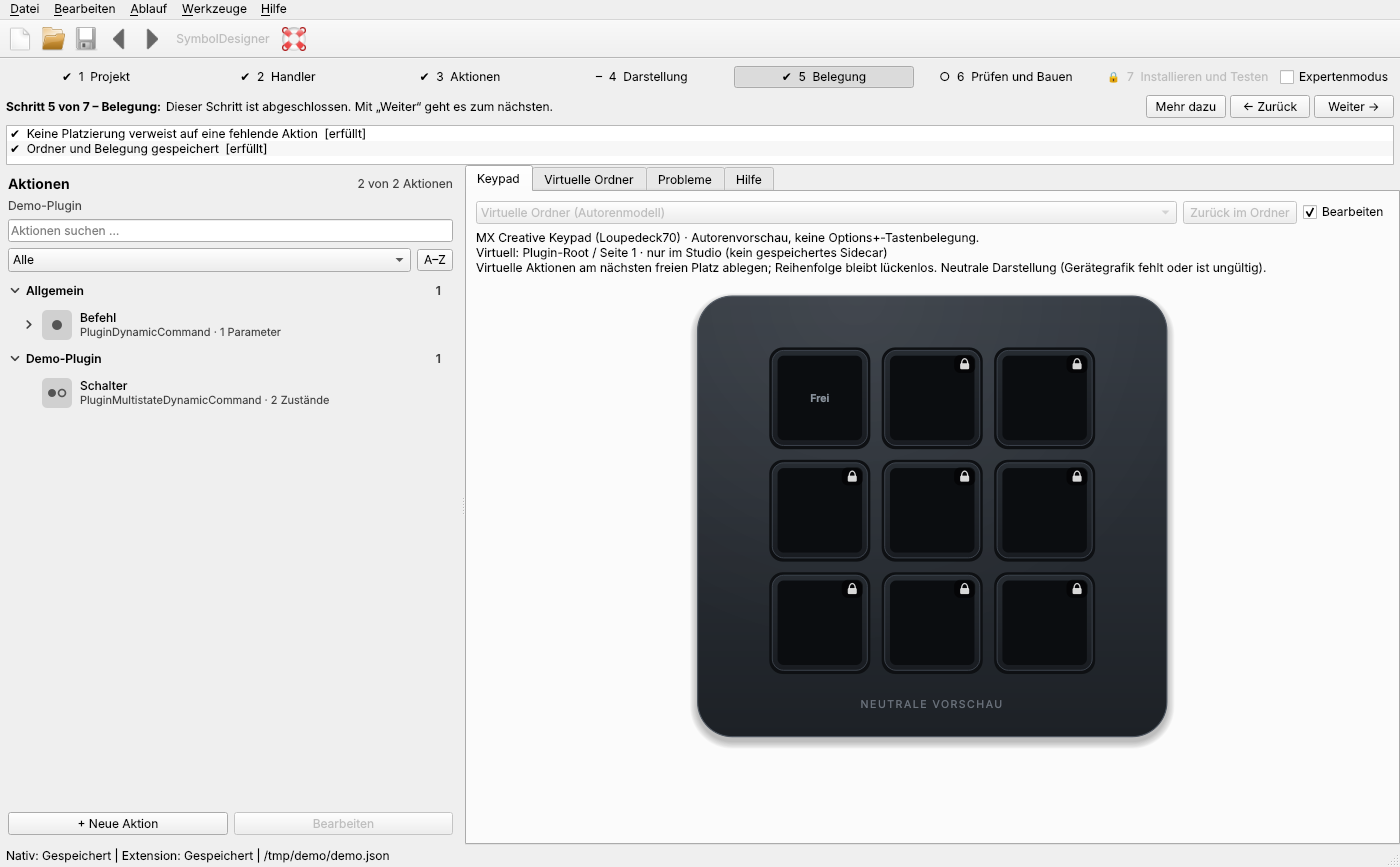 Datei Bearbeiten Ablauf Werkzeuge Hilfe
SymbolDesigner
✔ 1 Projekt ✔ 2 Handler ✔ 3 Aktionen – 4 Darstellung ✔ 5 Belegung O 6 Prüfen und Bauen 🔒 7 Installieren und Testen Expertenmodus
Schritt 5 von 7 – Belegung: Dieser Schritt ist abgeschlossen. Mit „Weiter“ geht es zum nächsten.
Mehr dazu ← Zurück Weiter →
✔ Keine Platzierung verweist auf eine fehlende Aktion [erfüllt]
✔ Ordner und Belegung gespeichert [erfüllt]
Aktionen 2 von 2 Aktionen
Demo-Plugin
Aktionen suchen ...
Alle A–Z
Allgemein 1
Befehl
PluginDynamicCommand · 1 Parameter
Demo-Plugin 1
Schalter
PluginMultistateDynamicCommand · 2 Zustände
+ Neue Aktion Bearbeiten
Keypad Virtuelle Ordner Probleme Hilfe
Virtuelle Ordner (Autorenmodell) Zurück im Ordner Bearbeiten
MX Creative Keypad (Loupedeck70) · Autorenvorschau, keine Options+-Tastenbelegung.
Virtuell: Plugin-Root / Seite 1 · nur im Studio (kein gespeichertes Sidecar)
Virtuelle Aktionen am nächsten freien Platz ablegen; Reihenfolge bleibt lückenlos. Neutrale Darstellung (Gerätegrafik fehlt oder ist ungültig).
Frei
NEUTRALE VORSCHAU
Nativ: Gespeichert | Extension: Gespeichert | /tmp/demo/demo.json